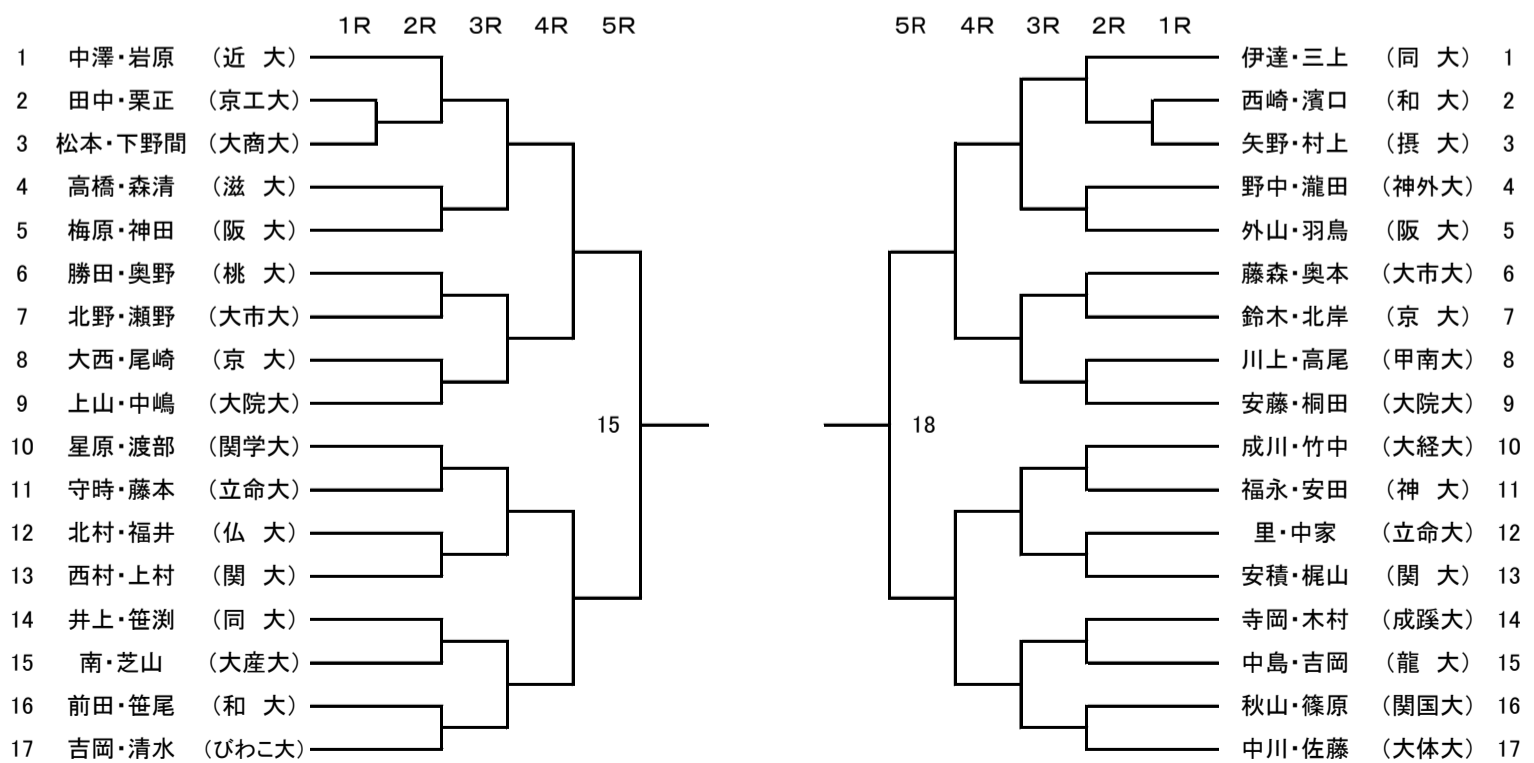 1R 2R 3R 4R 5R 5R 4R 3R 2R 1R
1 中澤・岩原 （近 大） 伊達・三上 （同 大） 1
2 田中・栗正 （京工大） 西崎・濱口 （和 大） 2
3 松本・下野間 （大商大） 矢野・村上 （摂 大） 3
4 高橋・森清 （滋 大） 野中・瀧田 （神外大） 4
5 梅原・神田 （阪 大） 外山・羽鳥 （阪 大） 5
6 勝田・奥野 （桃 大） 藤森・奥本 （大市大） 6
7 北野・瀬野 （大市大） 鈴木・北岸 （京 大） 7
8 大西・尾崎 （京 大） 川上・高尾 （甲南大） 8
9 上山・中嶋 （大院大） 安藤・桐田 （大院大） 9
15 18
10 星原・渡部 （関学大） 成川・竹中 （大経大） 10
11 守時・藤本 （立命大） 福永・安田 （神 大） 11
12 北村・福井 （仏 大） 里・中家 （立命大） 12
13 西村・上村 （関 大） 安積・梶山 （関 大） 13
14 井上・笹渕 （同 大） 寺岡・木村 （成蹊大） 14
15 南・芝山 （大産大） 中島・吉岡 （龍 大） 15
16 前田・笹尾 （和 大） 秋山・篠原 （関国大） 16
17 吉岡・清水 （びわこ大） 中川・佐藤 （大体大） 17